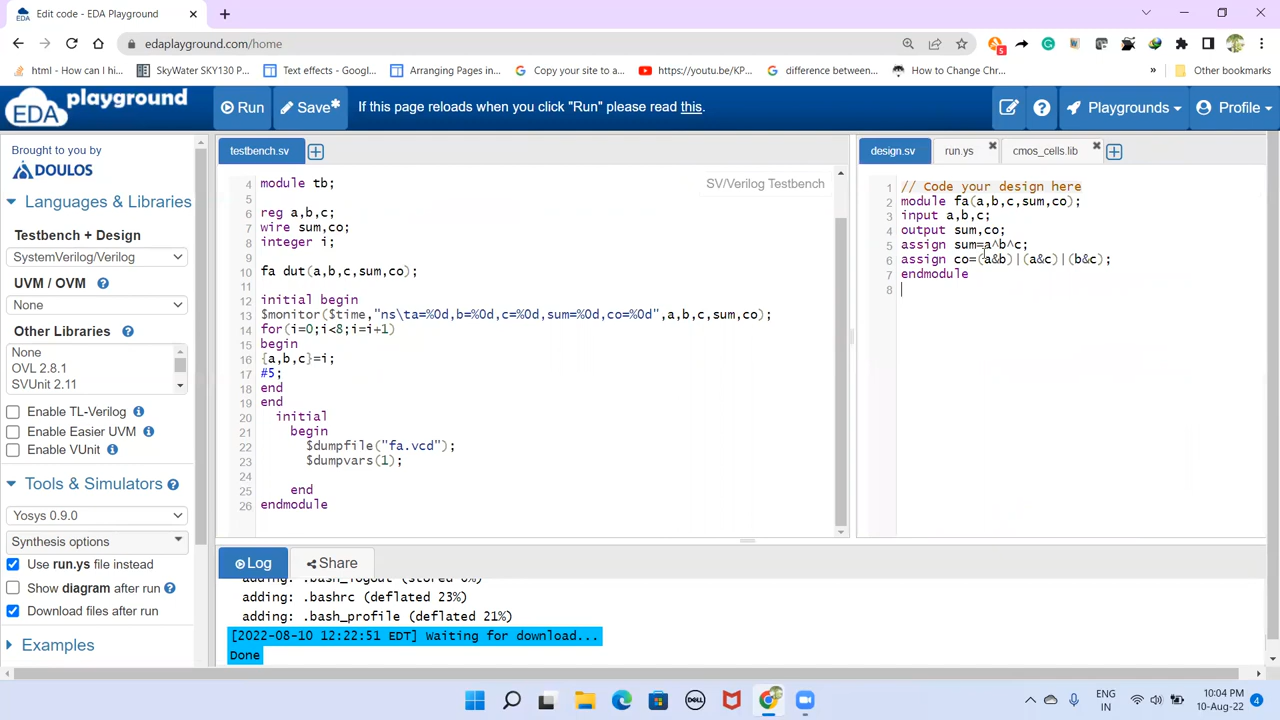 Edit code - EDA Playground
edaplayground.com/home
html - How can I hi...
SkyWater SKY130 P...
Text effects - Googl...
Arranging Pages in...
Copy your site to a...
https://youtu.be/KP...
difference between...
How to Change Chr...
»
Other bookmarks
EDA playground
Run
Save*
If this page reloads when you click "Run" please read this.
Playgrounds
Profile
Brought to you by
DOULOS
Languages & Libraries
Testbench + Design
SystemVerilog/Verilog
UVM / OVM
None
Other Libraries
None
OVL 2.8.1
SVUnit 2.11
Enable TL-Verilog
Enable Easier UVM
Enable VUnit
Tools & Simulators
Yosys 0.9.0
Synthesis options
Use run.ys file instead
Show diagram after run
Download files after run
Examples
testbench.sv
SV/Verilog Testbench
4 module tb;
5
6 reg a,b,c;
7 wire sum,co;
8 integer i;
9
10 fa dut(a,b,c,sum,co);
11
12 initial begin
13 $monitor($time,"ns\ta=%0d,b=%0d,c=%0d,sum=%0d,co=%0d",a,b,c,sum,co);
14 for(i=0;i<8;i=i+1)
15 begin
16 {a,b,c}=i;
17 #5;
18 end
19 end
20 initial
21 begin
22 $dumpfile("fa.vcd");
23 $dumpvars(1);
24
25 end
26 endmodule
design.sv
run.ys
cmos_cells.lib
1 // Code your design here
2 module fa(a,b,c,sum,co);
3 input a,b,c;
4 output sum,co;
5 assign sum=a^b^c;
6 assign co=(a&b)|(a&c)|(b&c);
7 endmodule
8
Log
Share
adding: .bash_logout (stored 0%)
adding: .bashrc (deflated 23%)
adding: .bash_profile (deflated 21%)
[2022-08-10 12:22:51 EDT] Waiting for download...
Done
ENG
IN
10:04 PM
10-Aug-22
4